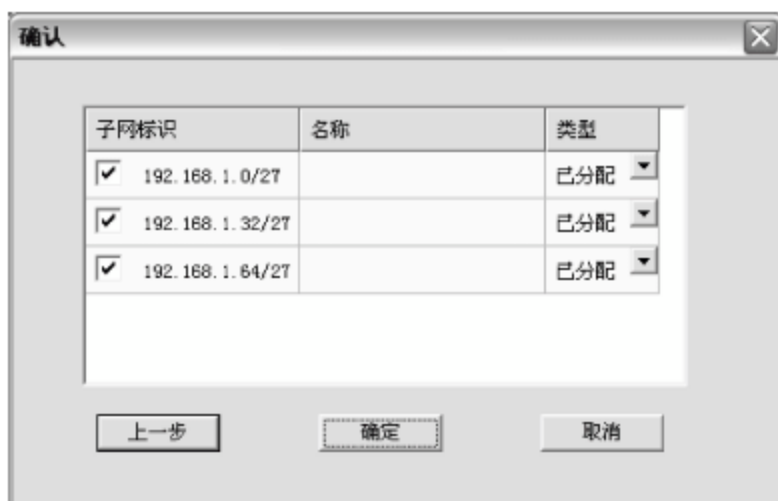 确认
子网标识 名称 类型
192.168.1.0/27 已分配
192.168.1.32/27 已分配
192.168.1.64/27 已分配
上一步 确定 取消